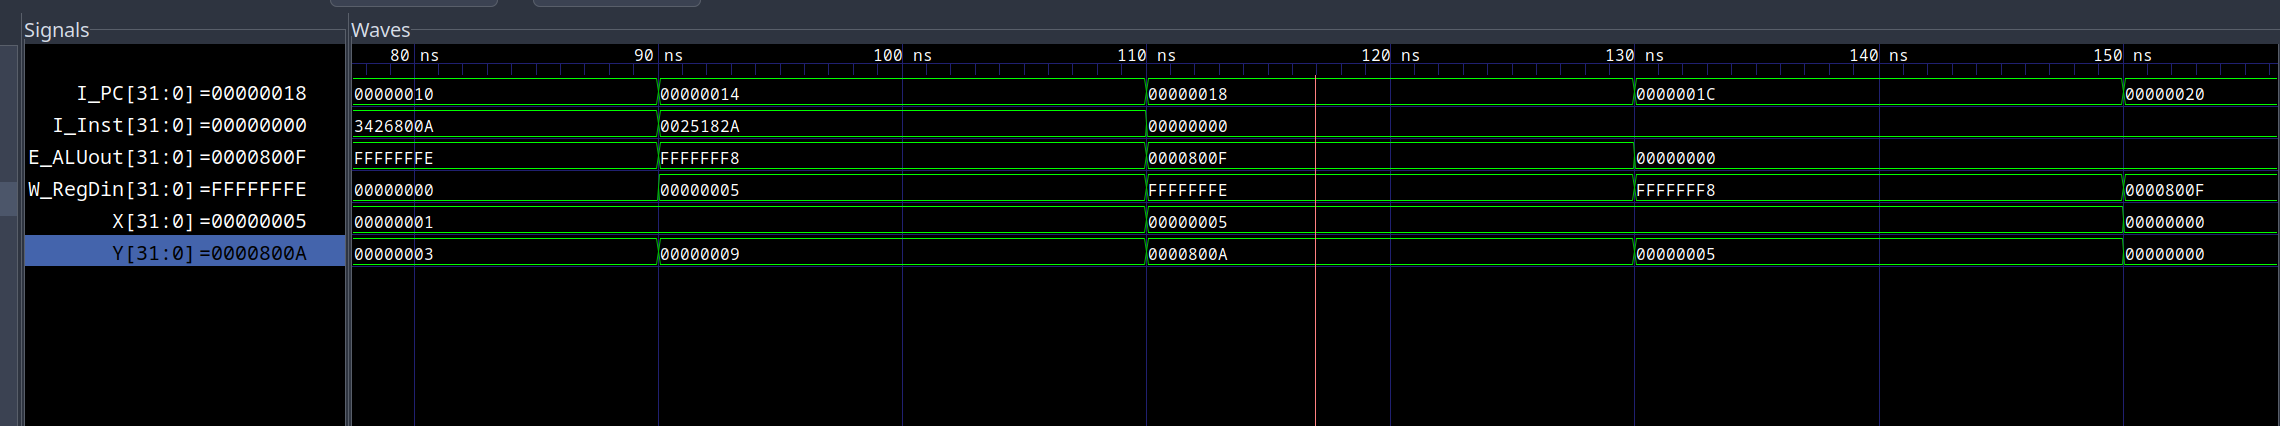 Signals Waves
80 ns 90 ns 100 ns 110 ns 120 ns 130 ns 140 ns 150 ns
I_PC[31:0]=00000018 00000010 00000014 00000018 0000001C 00000020
I_Inst[31:0]=00000000 3426800A 0025182A 00000000
E_ALUout[31:0]=0000800F FFFFFFFE FFFFFFF8 0000800F 00000000
W_RegDin[31:0]=FFFFFFFE 00000000 00000005 FFFFFFFE FFFFFFF8 0000800F
X[31:0]=00000005 00000001 00000005 00000000
Y[31:0]=0000800A 00000003 00000009 0000800A 00000005 00000000